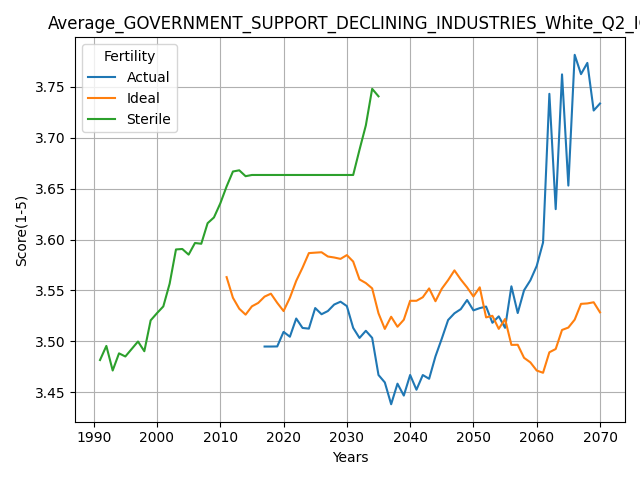 Average_GOVERNMENT_SUPPORT_DECLINING_INDUSTRIES_White_Q2_I
Fertility
Actual
Ideal
Sterile
Score(1-5)
3.75
3.70
3.65
3.60
3.55
3.50
3.45
1990 2000 2010 2020 2030 2040 2050 2060 2070
Years